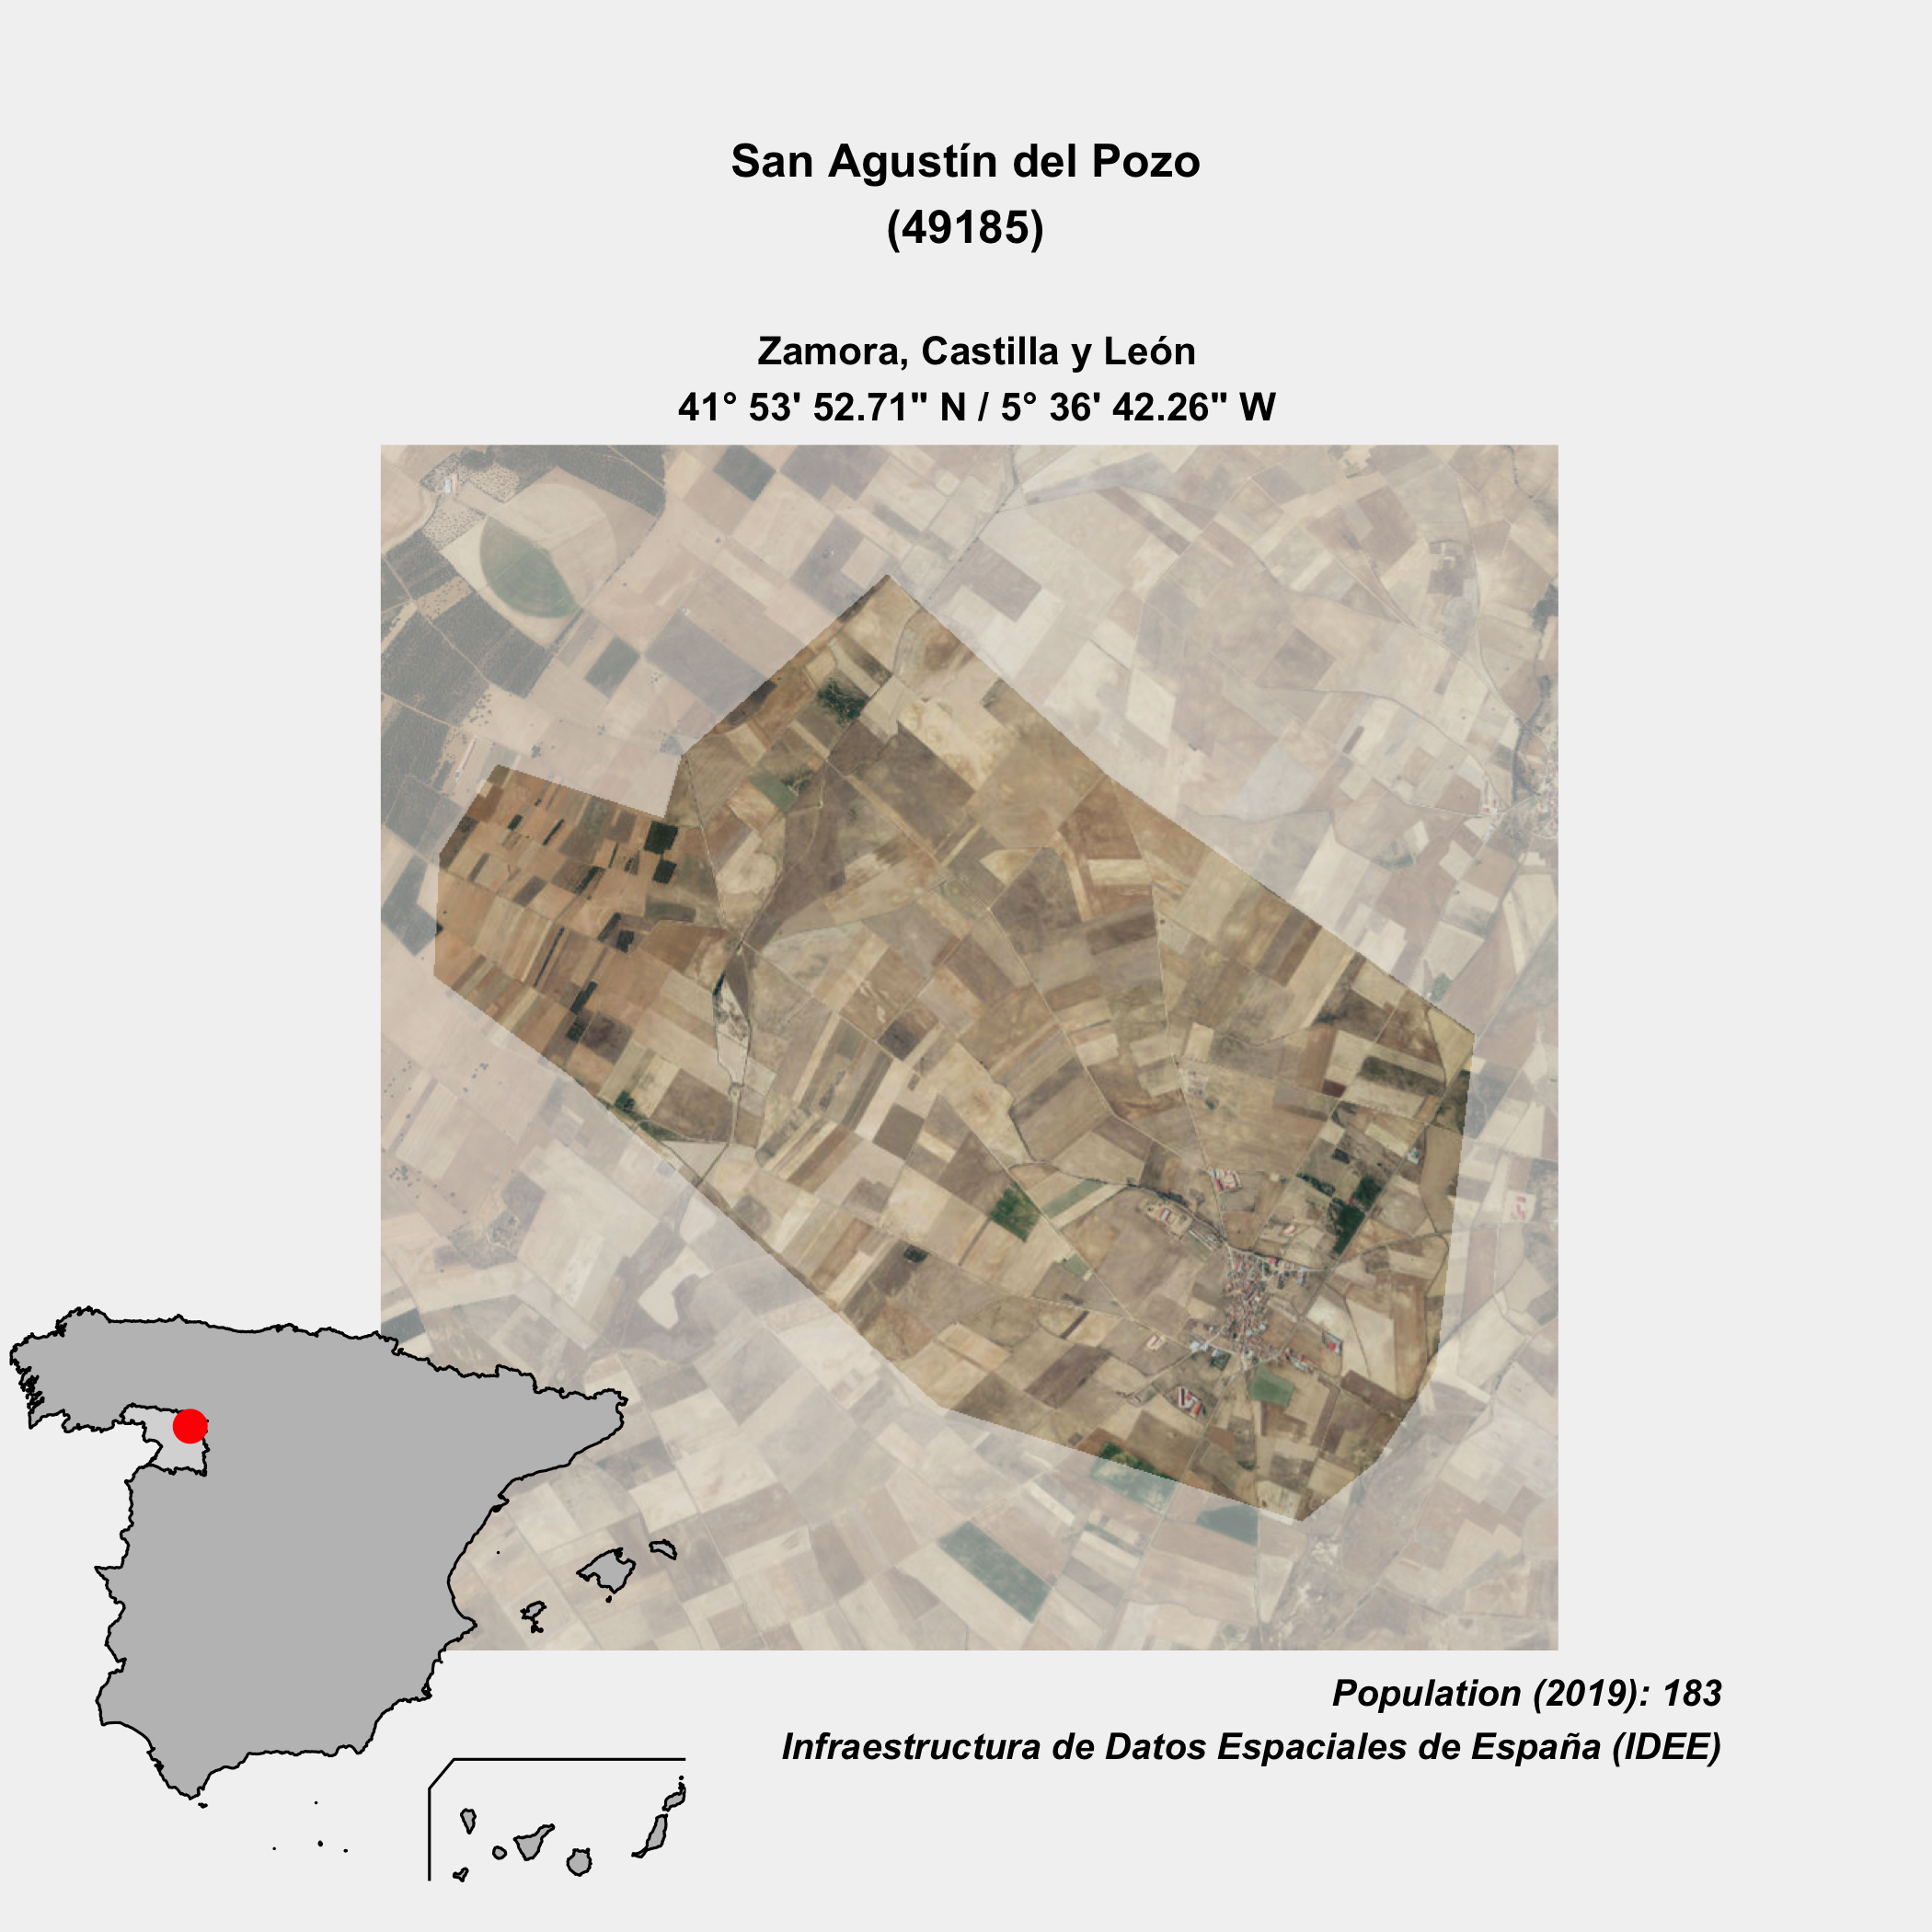 San Agustín del Pozo
(49185)
Zamora, Castilla y León
41° 53' 52.71" N / 5° 36' 42.26" W
Population (2019): 183
Infraestructura de Datos Espaciales de España (IDEE)